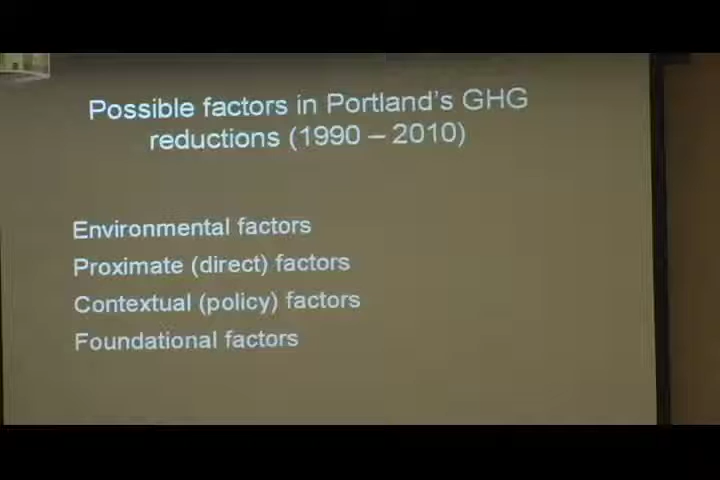 Possible factors in Portland's GHG
reductions (1990 – 2010)
Environmental factors
Proximate (direct) factors
Contextual (policy) factors
Foundational factors